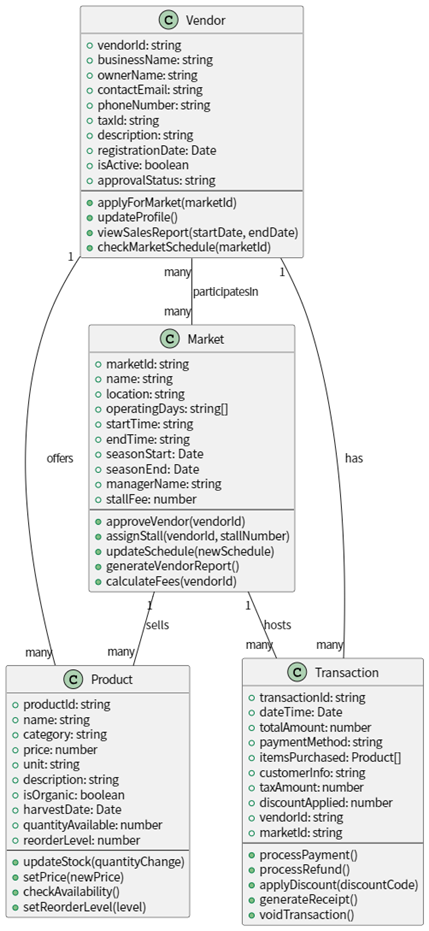 C Vendor
vendorId: string
businessName: string
ownerName: string
contactEmail: string
phoneNumber: string
taxId: string
description: string
registrationDate: Date
isActive: boolean
approvalStatus: string
applyForMarket(marketId)
updateProfile()
viewSalesReport(startDate, endDate)
checkMarketSchedule(marketId)
1
many
1
participatesIn
many
C Market
marketId: string
name: string
location: string
operatingDays: string[]
startTime: string
endTime: string
seasonStart: Date
seasonEnd: Date
managerName: string
stallFee: number
approveVendor(vendorId)
assignStall(vendorId, stallNumber)
updateSchedule(newSchedule)
generateVendorReport()
calculateFees(vendorId)
offers
has
1
1
sells
hosts
many
many
many
many
C Product
productId: string
name: string
category: string
price: number
unit: string
description: string
isOrganic: boolean
harvestDate: Date
quantityAvailable: number
reorderLevel: number
updateStock(quantityChange)
setPrice(newPrice)
checkAvailability()
setReorderLevel(level)
C Transaction
transactionId: string
dateTime: Date
totalAmount: number
paymentMethod: string
itemsPurchased: Product[]
customerInfo: string
taxAmount: number
discountApplied: number
vendorId: string
marketId: string
processPayment()
processRefund()
applyDiscount(discountCode)
generateReceipt()
voidTransaction()